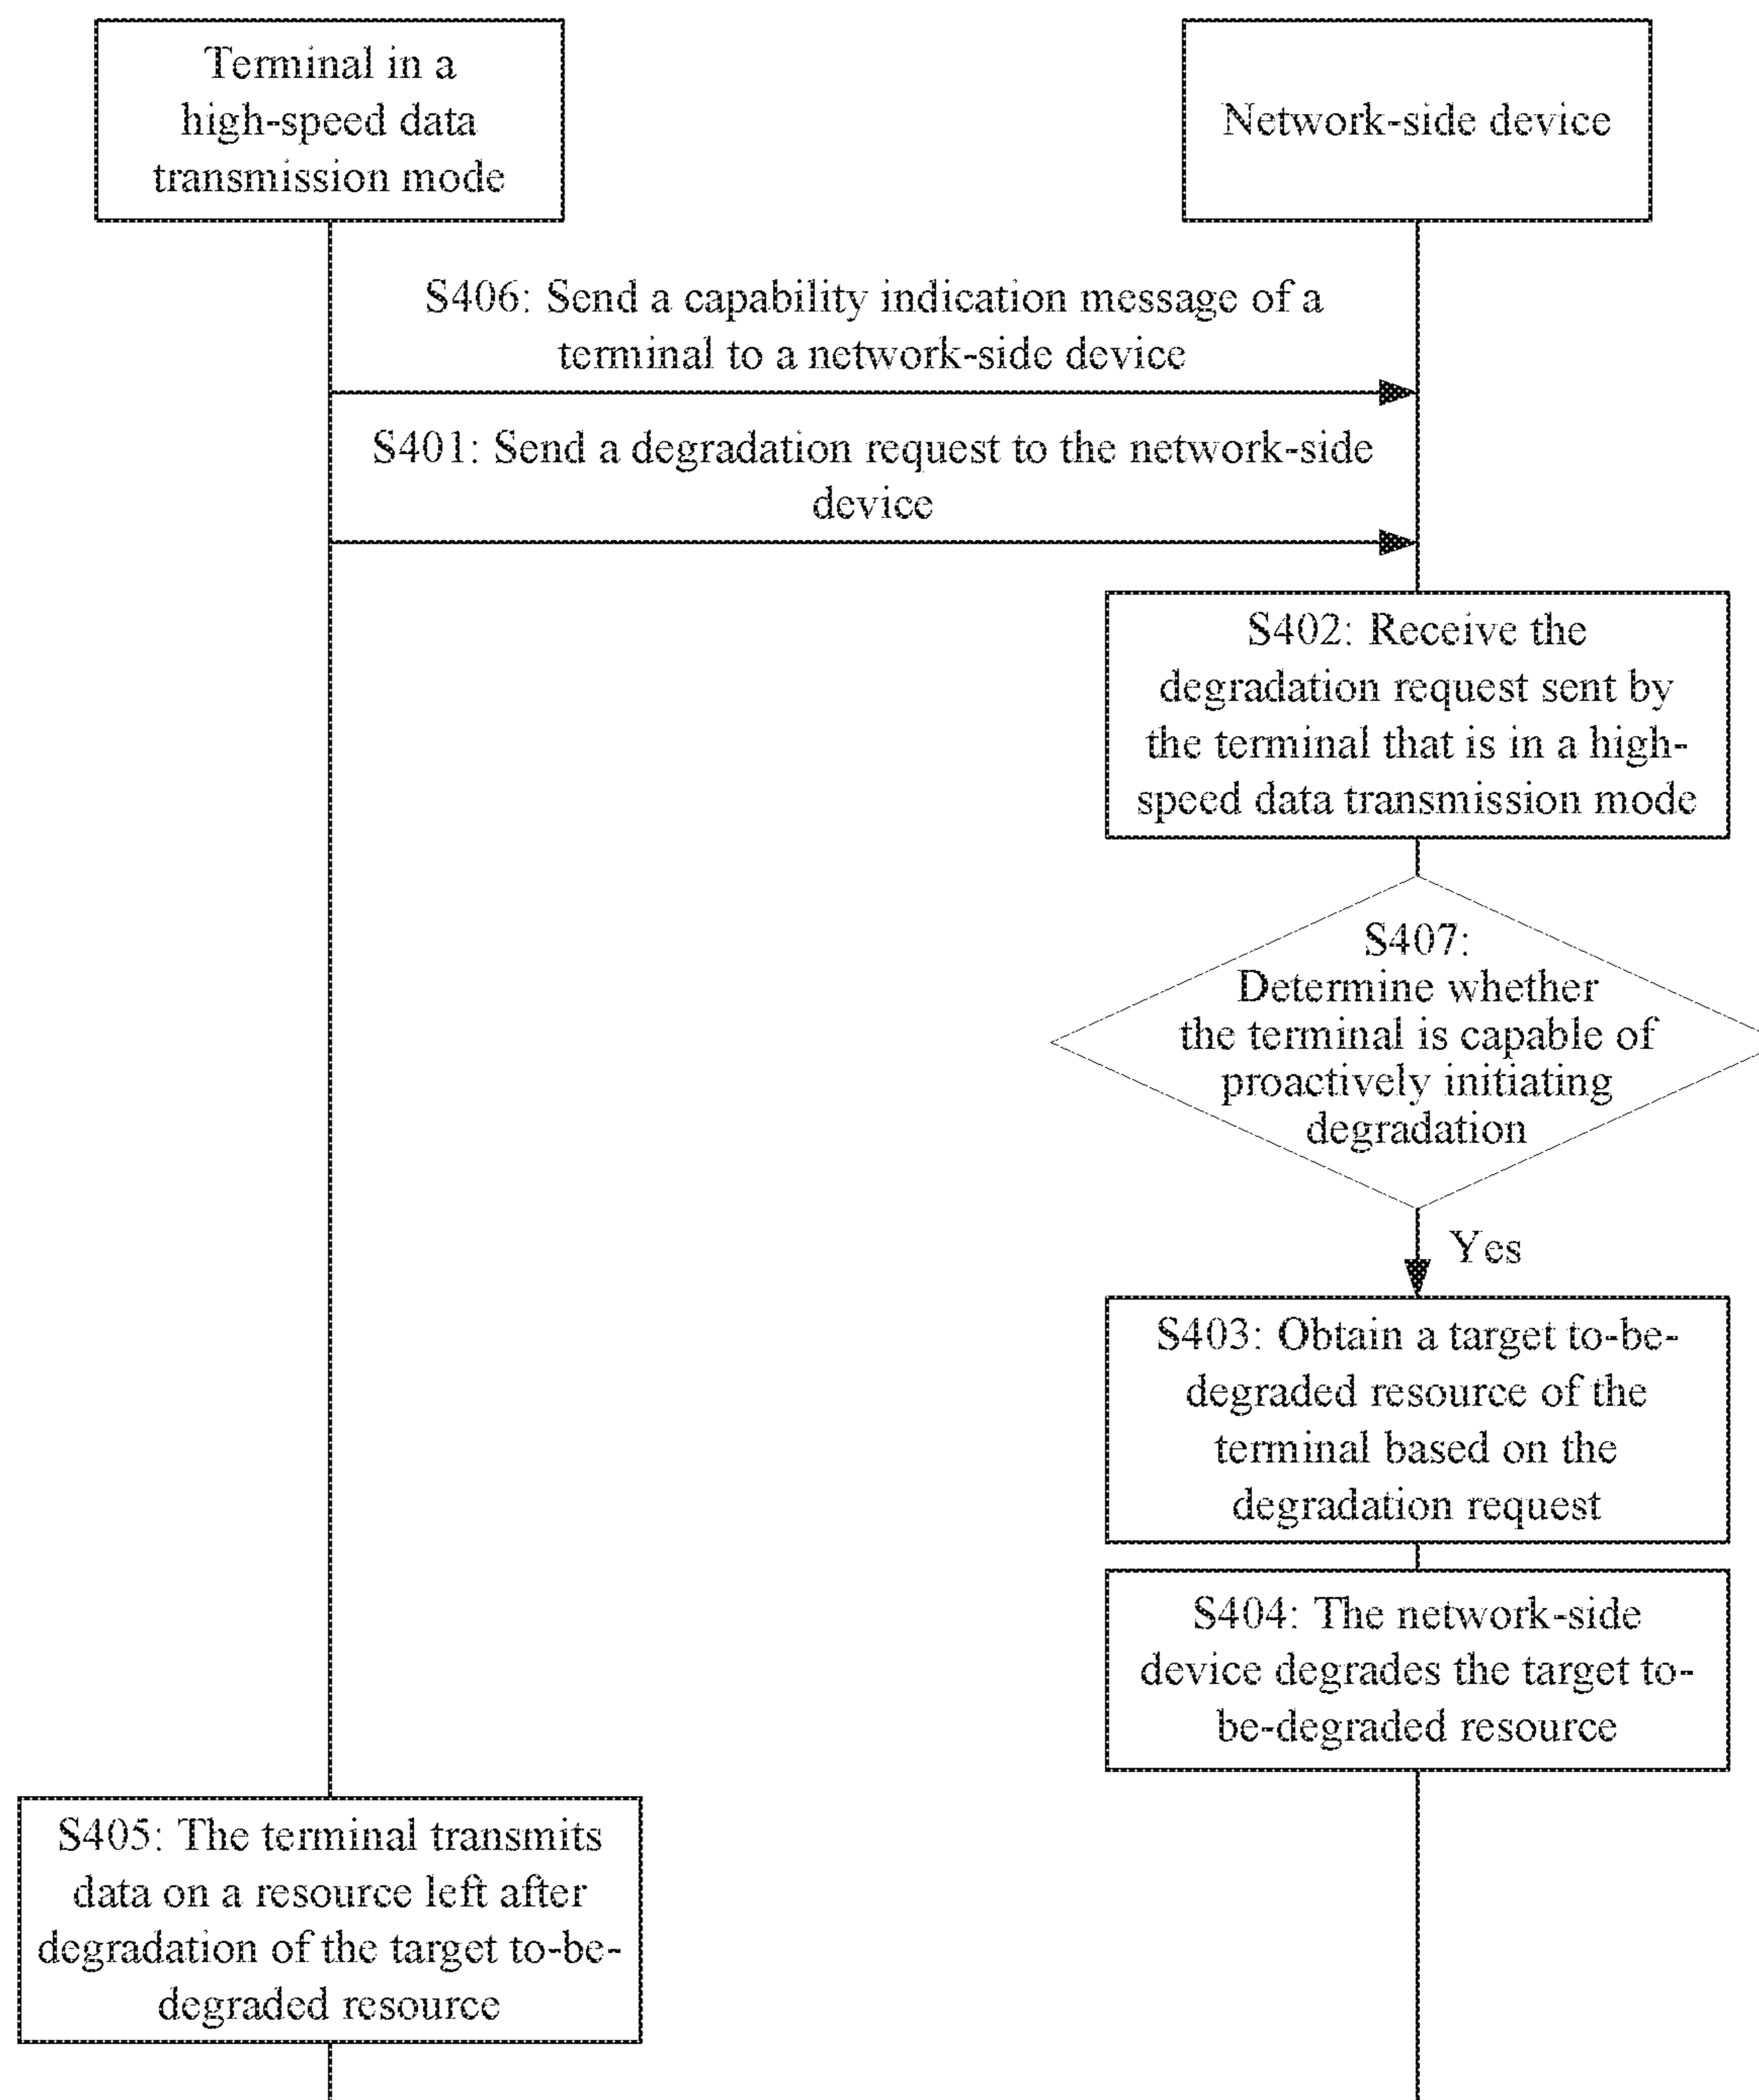 Terminal in a
high-speed data
transmission mode
Network-side device
S406: Send a capability indication message of a
terminal to a network-side device
S401: Send a degradation request to the network-side
device
S402: Receive the
degradation request sent by
the terminal that is in a high-
speed data transmission mode
S407:
Determine whether
the terminal is capable of
proactively initiating
degradation
Yes
S403: Obtain a target to-be-
degraded resource of the
terminal based on the
degradation request
S404: The network-side
device degrades the target to-
be-degraded resource
S405: The terminal transmits
data on a resource left after
degradation of the target to-be-
degraded resource